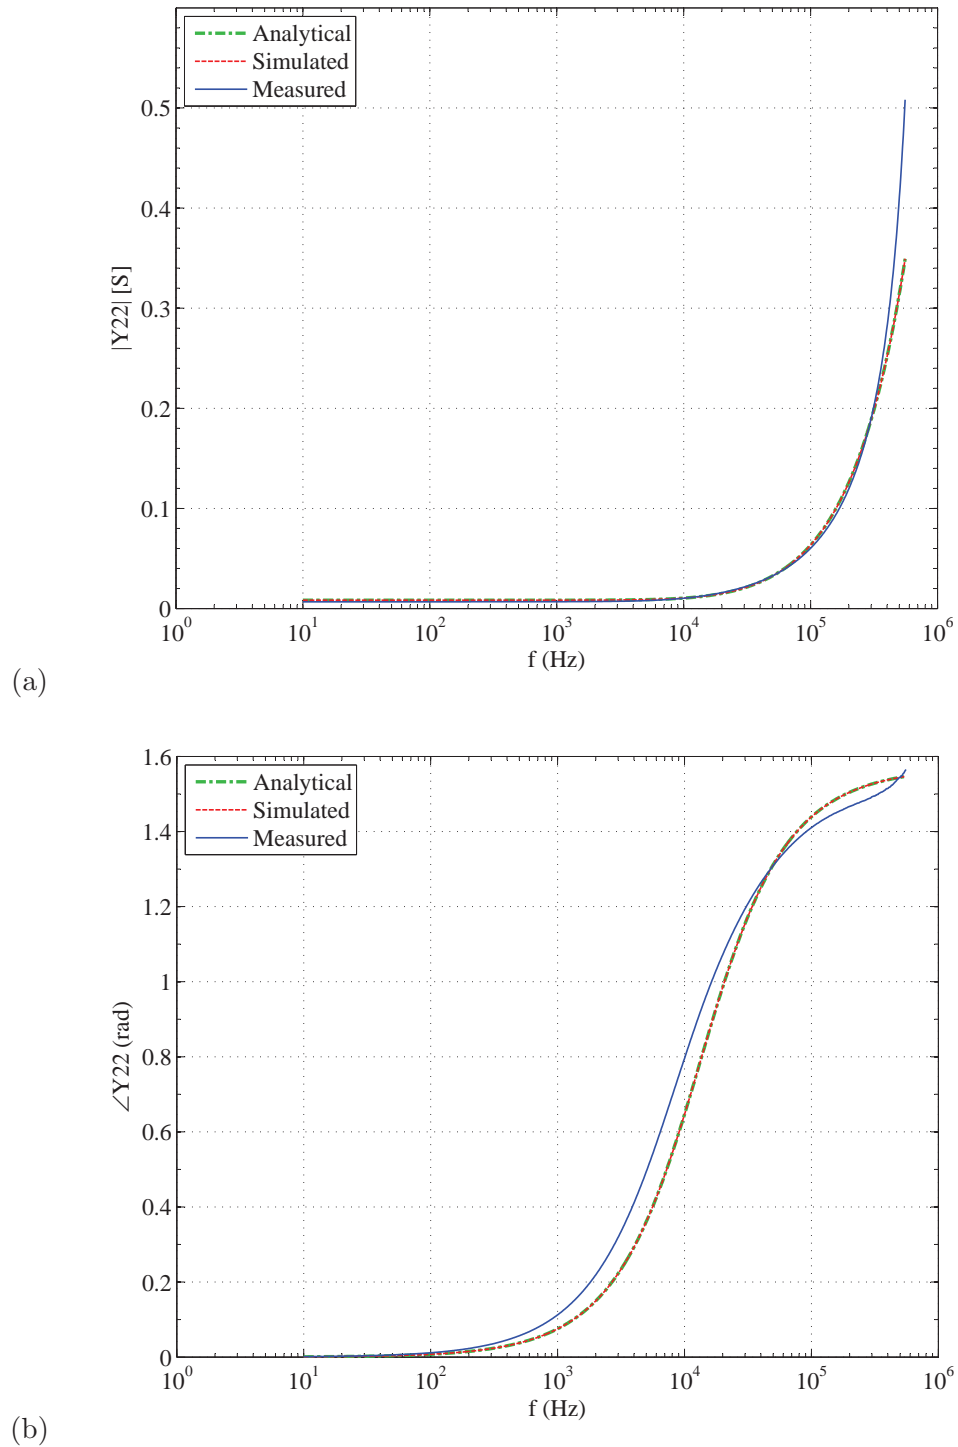 Analytical
Simulated
Measured
0.5
0.4
0.3
0.2
0.1
0
|Y22| [S]
10^0 10^1 10^2 10^3 10^4 10^5 10^6
f (Hz)
(a)
1.6
Analytical
Simulated
Measured
1.4
1.2
1
0.8
0.6
0.4
0.2
0
∠Y22 (rad)
10^0 10^1 10^2 10^3 10^4 10^5 10^6
f (Hz)
(b)